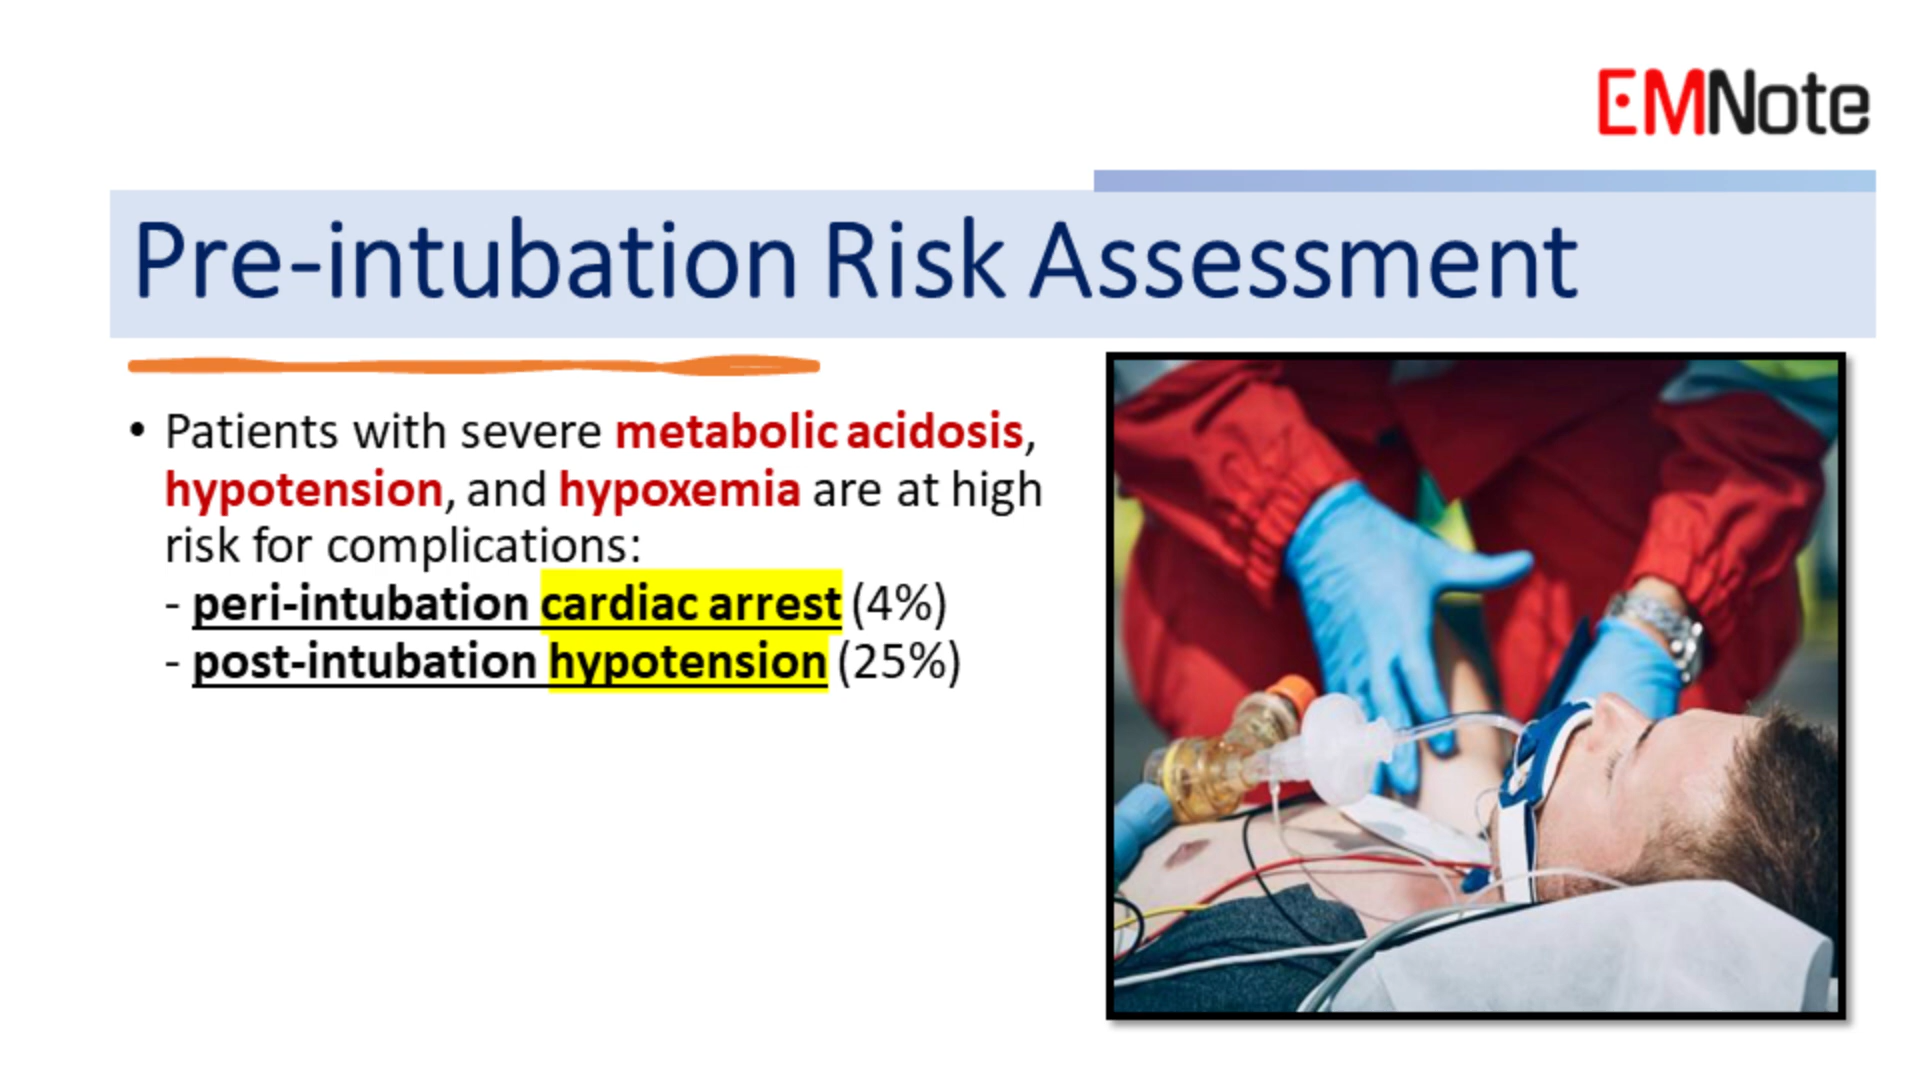 EMNote
Pre-intubation Risk Assessment
• Patients with severe metabolic acidosis,
hypotension, and hypoxemia are at high
risk for complications:
- peri-intubation cardiac arrest (4%)
- post-intubation hypotension (25%)